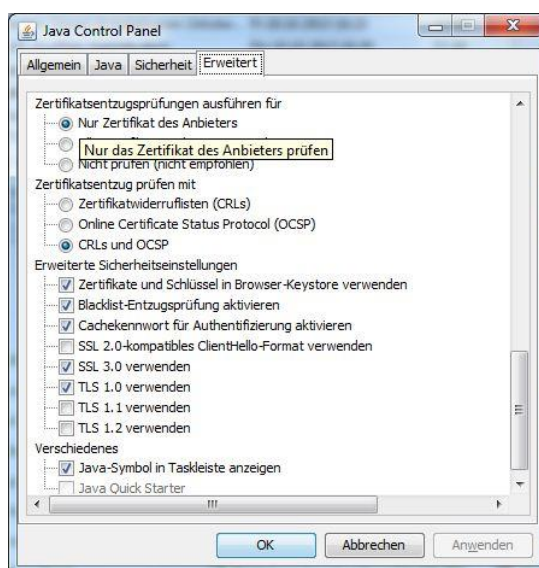 Java Control Panel
Allgemein Java Sicherheit Erweitert
Zertifikatsentzugsprüfungen ausführen für
Nur Zertifikat des Anbieters
Nur das Zertifikat des Anbieters prüfen
Nicht prüfen (nicht empfohlen)
Zertifikatsentzug prüfen mit
Zertifikatwiderruflisten (CRLs)
Online Certificate Status Protocol (OCSP)
CRLs und OCSP
Erweiterte Sicherheitseinstellungen
Zertifikate und Schlüssel in Browser-Keystore verwenden
Blacklist-Entzugsprüfung aktivieren
Cachekennwort für Authentifizierung aktivieren
SSL 2.0-kompatibles ClientHello-Format verwenden
SSL 3.0 verwenden
TLS 1.0 verwenden
TLS 1.1 verwenden
TLS 1.2 verwenden
Verschiedenes
Java-Symbol in Taskleiste anzeigen
Java Quick Starter
OK Abbrechen Anwenden